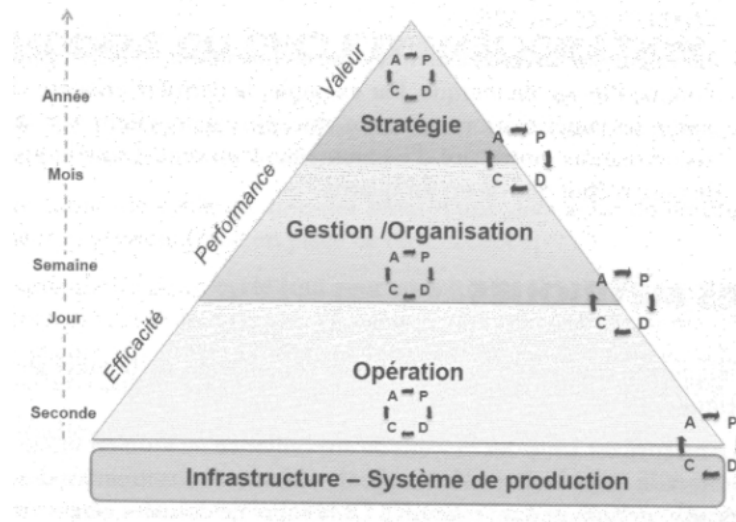 Année
Mois
Semaine
Jour
Seconde
Valeur
Performance
Efficacité
A P
C D
Stratégie
A P
C D
Gestion /Organisation
A P
C D
A P
C D
Opération
A P
C D
A P
C D
Infrastructure – Système de production